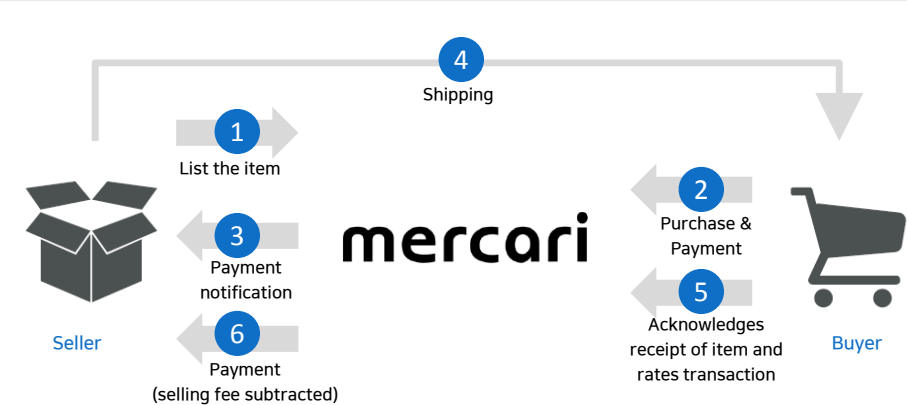 4
Shipping
1
List the item
2
Purchase &
Payment
3
Payment
notification
mercari
5
Acknowledges
receipt of item and
rates transaction
6
Payment
(selling fee subtracted)
Seller
Buyer